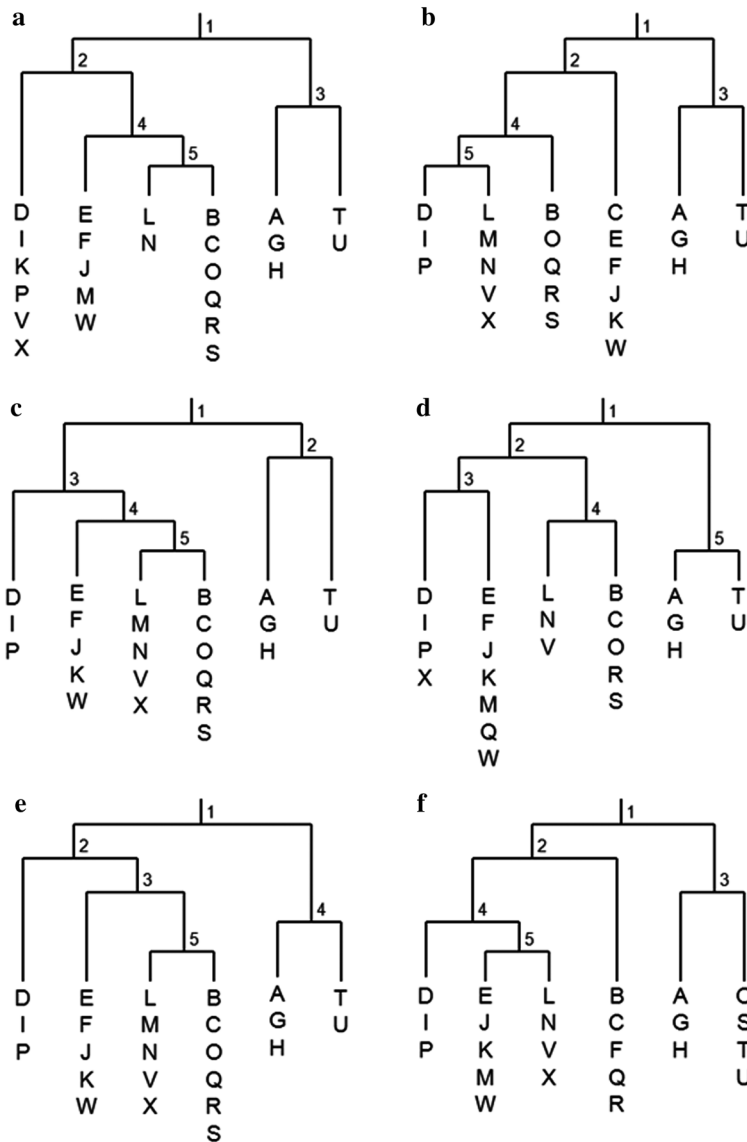 a
1
2
3
4
5
D E L B A T
I F N C G U
K J O H
P M Q
V W R
X S
b
1
2
3
4
5
D L B C A T
I M O E G U
P N Q F H
V R J
X S K
W
c
1
2
3
4
5
D E L B A T
I F M C G U
P J N O H
K V Q
W X R
S
d
1
2
3
4
5
D E L B A T
I F N C G U
P J V O H
X K R
M S
Q
W
e
1
2
3
4
5
D E L B A T
I F M C G U
P J N O H
K V Q
W X R
S
f
1
2
3
4
5
D E L B A O
I J N C G S
P K V F H T
M X Q U
W R